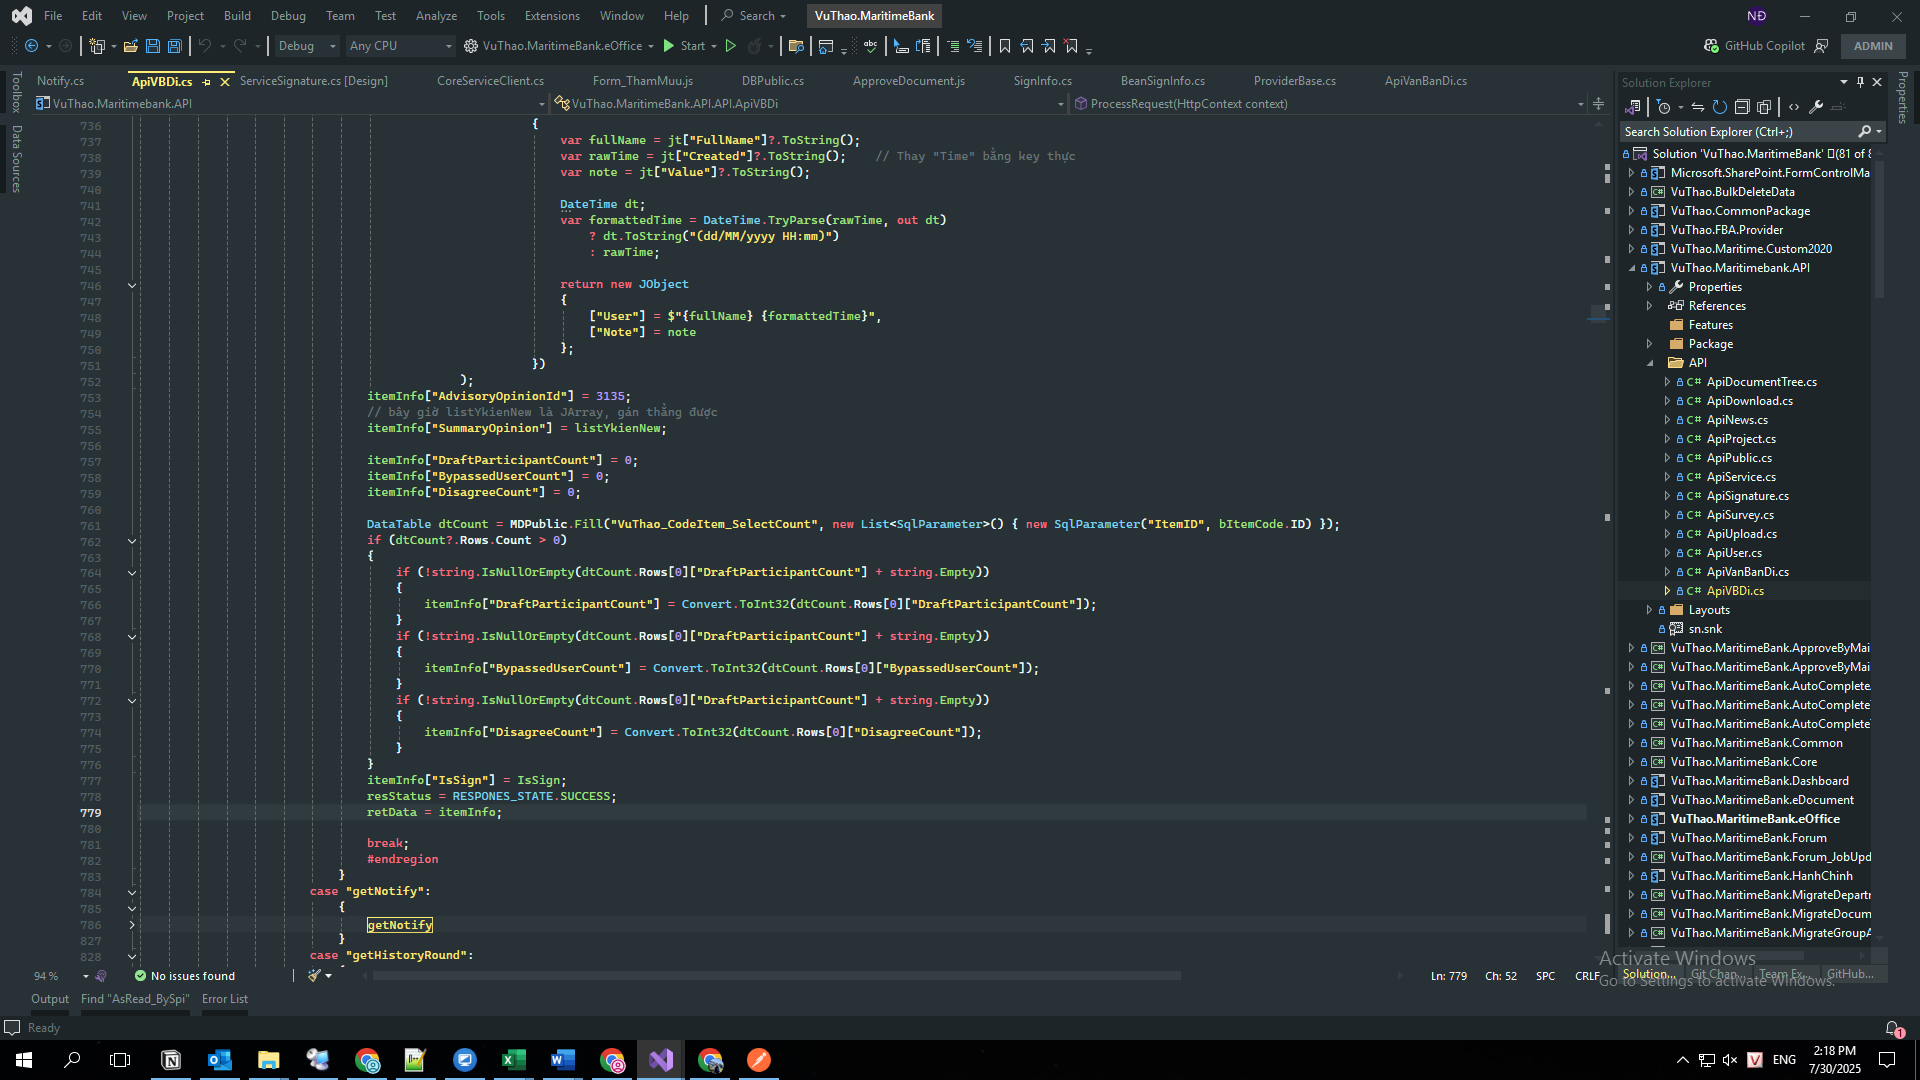 File Edit View Project Build Debug Team Test Analyze Tools Extensions Window Help Search VuThao.MaritimeBank NĐ
Debug Any CPU VuThao.MaritimeBank.eOffice Start GitHub Copilot ADMIN
Notify.cs ApiVBDi.cs ServiceSignature.cs [Design] CoreServiceClient.cs Form_ThamMuu.js DBPublic.cs ApproveDocument.js SignInfo.cs BeanSignInfo.cs ProviderBase.cs ApiVanBanDi.cs
VuThao.Maritimebank.API VuThao.MaritimeBank.API.API.ApiVBDi ProcessRequest(HttpContext context)
Toolbox
Data Sources
736 {
737 var fullName = jt["FullName"]?.ToString();
738 var rawTime = jt["Created"]?.ToString(); // Thay "Time" bằng key thực
739 var note = jt["Value"]?.ToString();
740
741 DateTime dt;
742 var formattedTime = DateTime.TryParse(rawTime, out dt)
743 ? dt.ToString("(dd/MM/yyyy HH:mm)")
744 : rawTime;
745
746 return new JObject
747 {
748 ["User"] = $"{fullName} {formattedTime}",
749 ["Note"] = note
750 };
751 })
752 );
753 itemInfo["AdvisoryOpinionId"] = 3135;
754 // bây giờ listYkienNew là JArray, gán thẳng được
755 itemInfo["SummaryOpinion"] = listYkienNew;
756
757 itemInfo["DraftParticipantCount"] = 0;
758 itemInfo["BypassedUserCount"] = 0;
759 itemInfo["DisagreeCount"] = 0;
760
761 DataTable dtCount = MDPublic.Fill("VuThao_CodeItem_SelectCount", new List<SqlParameter>() { new SqlParameter("ItemID", bItemCode.ID) });
762 if (dtCount?.Rows.Count > 0)
763 {
764 if (!string.IsNullOrEmpty(dtCount.Rows[0]["DraftParticipantCount"] + string.Empty))
765 {
766 itemInfo["DraftParticipantCount"] = Convert.ToInt32(dtCount.Rows[0]["DraftParticipantCount"]);
767 }
768 if (!string.IsNullOrEmpty(dtCount.Rows[0]["DraftParticipantCount"] + string.Empty))
769 {
770 itemInfo["BypassedUserCount"] = Convert.ToInt32(dtCount.Rows[0]["BypassedUserCount"]);
771 }
772 if (!string.IsNullOrEmpty(dtCount.Rows[0]["DraftParticipantCount"] + string.Empty))
773 {
774 itemInfo["DisagreeCount"] = Convert.ToInt32(dtCount.Rows[0]["DisagreeCount"]);
775 }
776 }
777 itemInfo["IsSign"] = IsSign;
778 resStatus = RESPONES_STATE.SUCCESS;
779 retData = itemInfo;
780
781 break;
782 #endregion
783 }
784 case "getNotify":
785 {
786 getNotify
827 }
828 case "getHistoryRound":
94 % No issues found Ln: 779 Ch: 52 SPC CRLF
Output Find "AsRead_BySpi" Error List
Ready
Solution Explorer
Search Solution Explorer (Ctrl+;)
Solution 'VuThao.MaritimeBank' (81 of 8
Microsoft.SharePoint.FormControlMa
VuThao.BulkDeleteData
VuThao.CommonPackage
VuThao.FBA.Provider
VuThao.Maritime.Custom2020
VuThao.Maritimebank.API
Properties
References
Features
Package
API
C# ApiDocumentTree.cs
C# ApiDownload.cs
C# ApiNews.cs
C# ApiProject.cs
C# ApiPublic.cs
C# ApiService.cs
C# ApiSignature.cs
C# ApiSurvey.cs
C# ApiUpload.cs
C# ApiUser.cs
C# ApiVanBanDi.cs
C# ApiVBDi.cs
Layouts
sn.snk
VuThao.MaritimeBank.ApproveByMai
VuThao.MaritimeBank.ApproveByMai
VuThao.MaritimeBank.AutoComplete.
VuThao.MaritimeBank.AutoComplete
VuThao.MaritimeBank.AutoComplete
VuThao.MaritimeBank.Common
VuThao.MaritimeBank.Core
VuThao.MaritimeBank.Dashboard
VuThao.MaritimeBank.eDocument
VuThao.MaritimeBank.eOffice
VuThao.MaritimeBank.Forum
VuThao.MaritimeBank.Forum_JobUpd
VuThao.MaritimeBank.HanhChinh
VuThao.MaritimeBank.MigrateDepartr
VuThao.MaritimeBank.MigrateDocum
VuThao.MaritimeBank.MigrateGroupA
Solution... Git Chan... Team Ex... GitHub...
Properties
Activate Windows
Go to Settings to activate Windows.
1
ENG
2:18 PM
7/30/2025